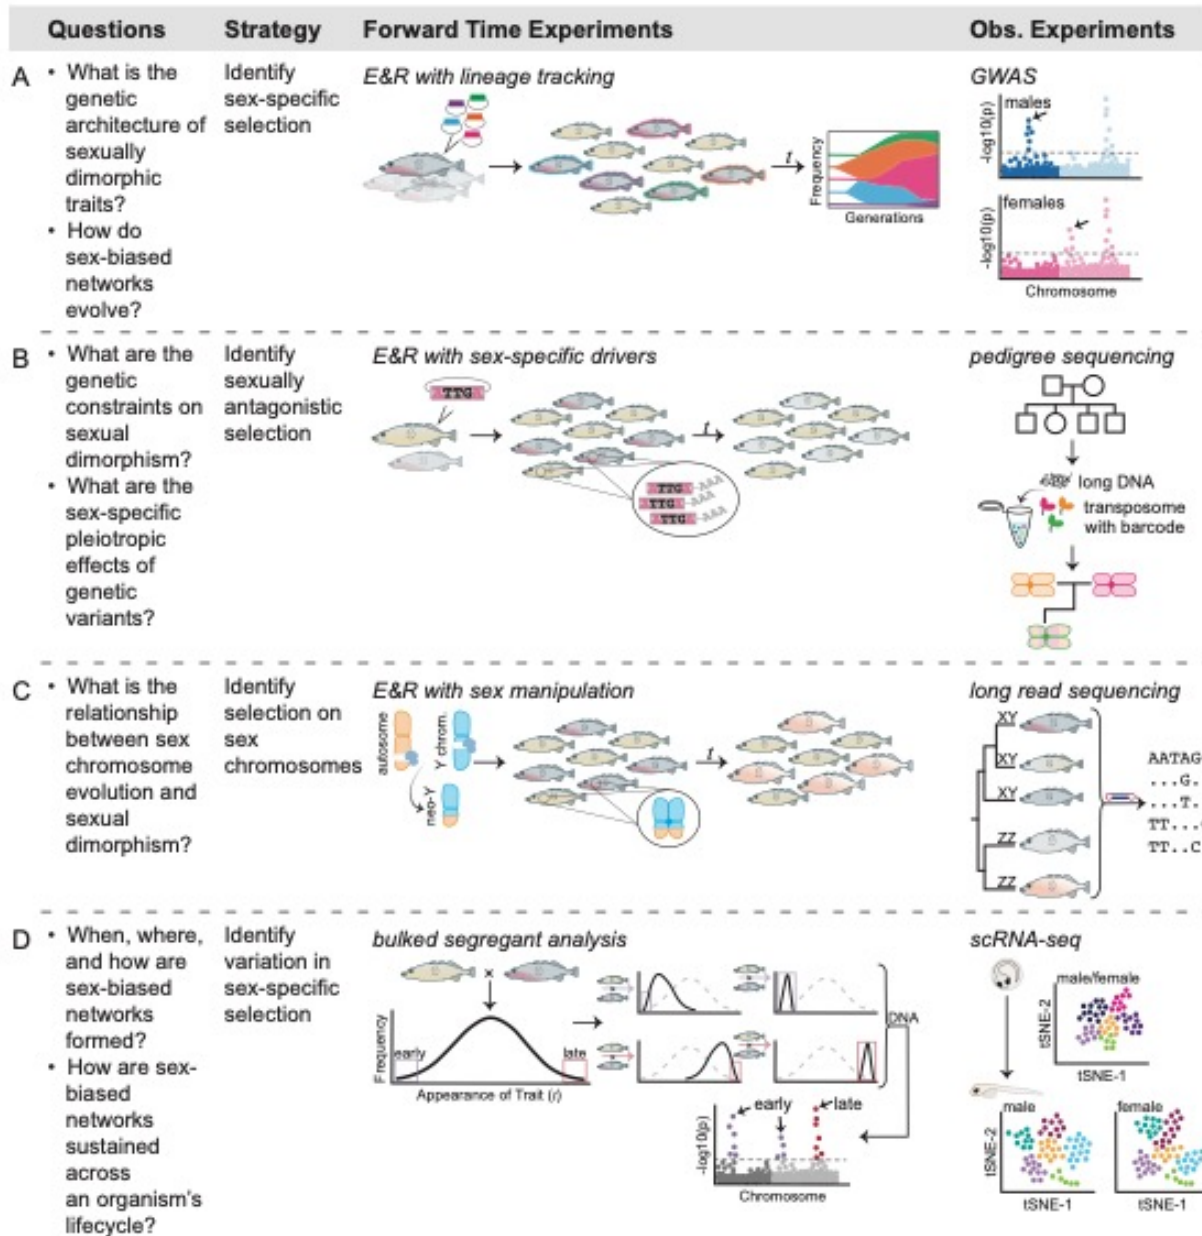 Questions Strategy Forward Time Experiments Obs. Experiments
A
• What is the
genetic
architecture of
sexually
dimorphic
traits?
• How do
sex-biased
networks
evolve?
Identify
sex-specific
selection
E&R with lineage tracking
t
Frequency
Generations
GWAS
males
-log10(p)
females
-log10(p)
Chromosome
B
• What are the
genetic
constraints on
sexual
dimorphism?
• What are the
sex-specific
pleiotropic
effects of
genetic
variants?
Identify
sexually
antagonistic
selection
E&R with sex-specific drivers
TTG
t
TTG AAA
TTG AAA
TTG AAA
pedigree sequencing
long DNA
transposome
with barcode
C
• What is the
relationship
between sex
chromosome
evolution and
sexual
dimorphism?
Identify
selection on
sex
chromosomes
E&R with sex manipulation
autosome
Y chrom.
neo-Y
t
long read sequencing
XY
XY
XY
ZZ
ZZ
AATAG
...G.
...T.
TT...
TT..C
D
• When, where,
and how are
sex-biased
networks
formed?
• How are sex-
biased
networks
sustained
across
an organism's
lifecycle?
Identify
variation in
sex-specific
selection
bulked segregant analysis
x
Frequency
early
late
Appearance of Trait (t)
DNA
early
late
-log10(p)
Chromosome
scRNA-seq
male/female
tSNE-2
tSNE-1
male
female
tSNE-2
tSNE-1
tSNE-1